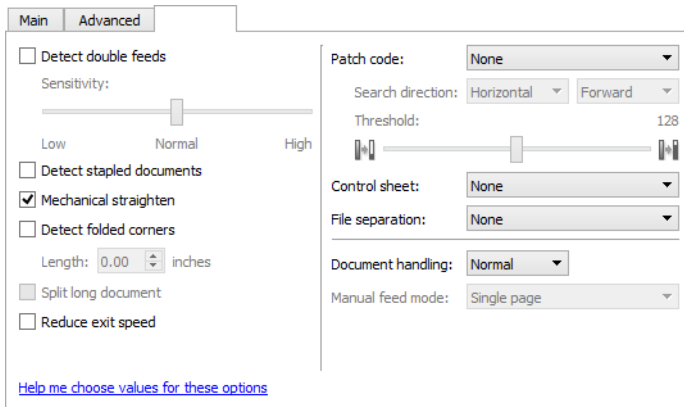 Main
Advanced
Detect double feeds
Sensitivity:
Low Normal High
Detect stapled documents
Mechanical straighten
Detect folded corners
Length: 0.00 inches
Split long document
Reduce exit speed
Help me choose values for these options
Patch code: None
Search direction: Horizontal Forward
Threshold: 128
Control sheet: None
File separation: None
Document handling: Normal
Manual feed mode: Single page